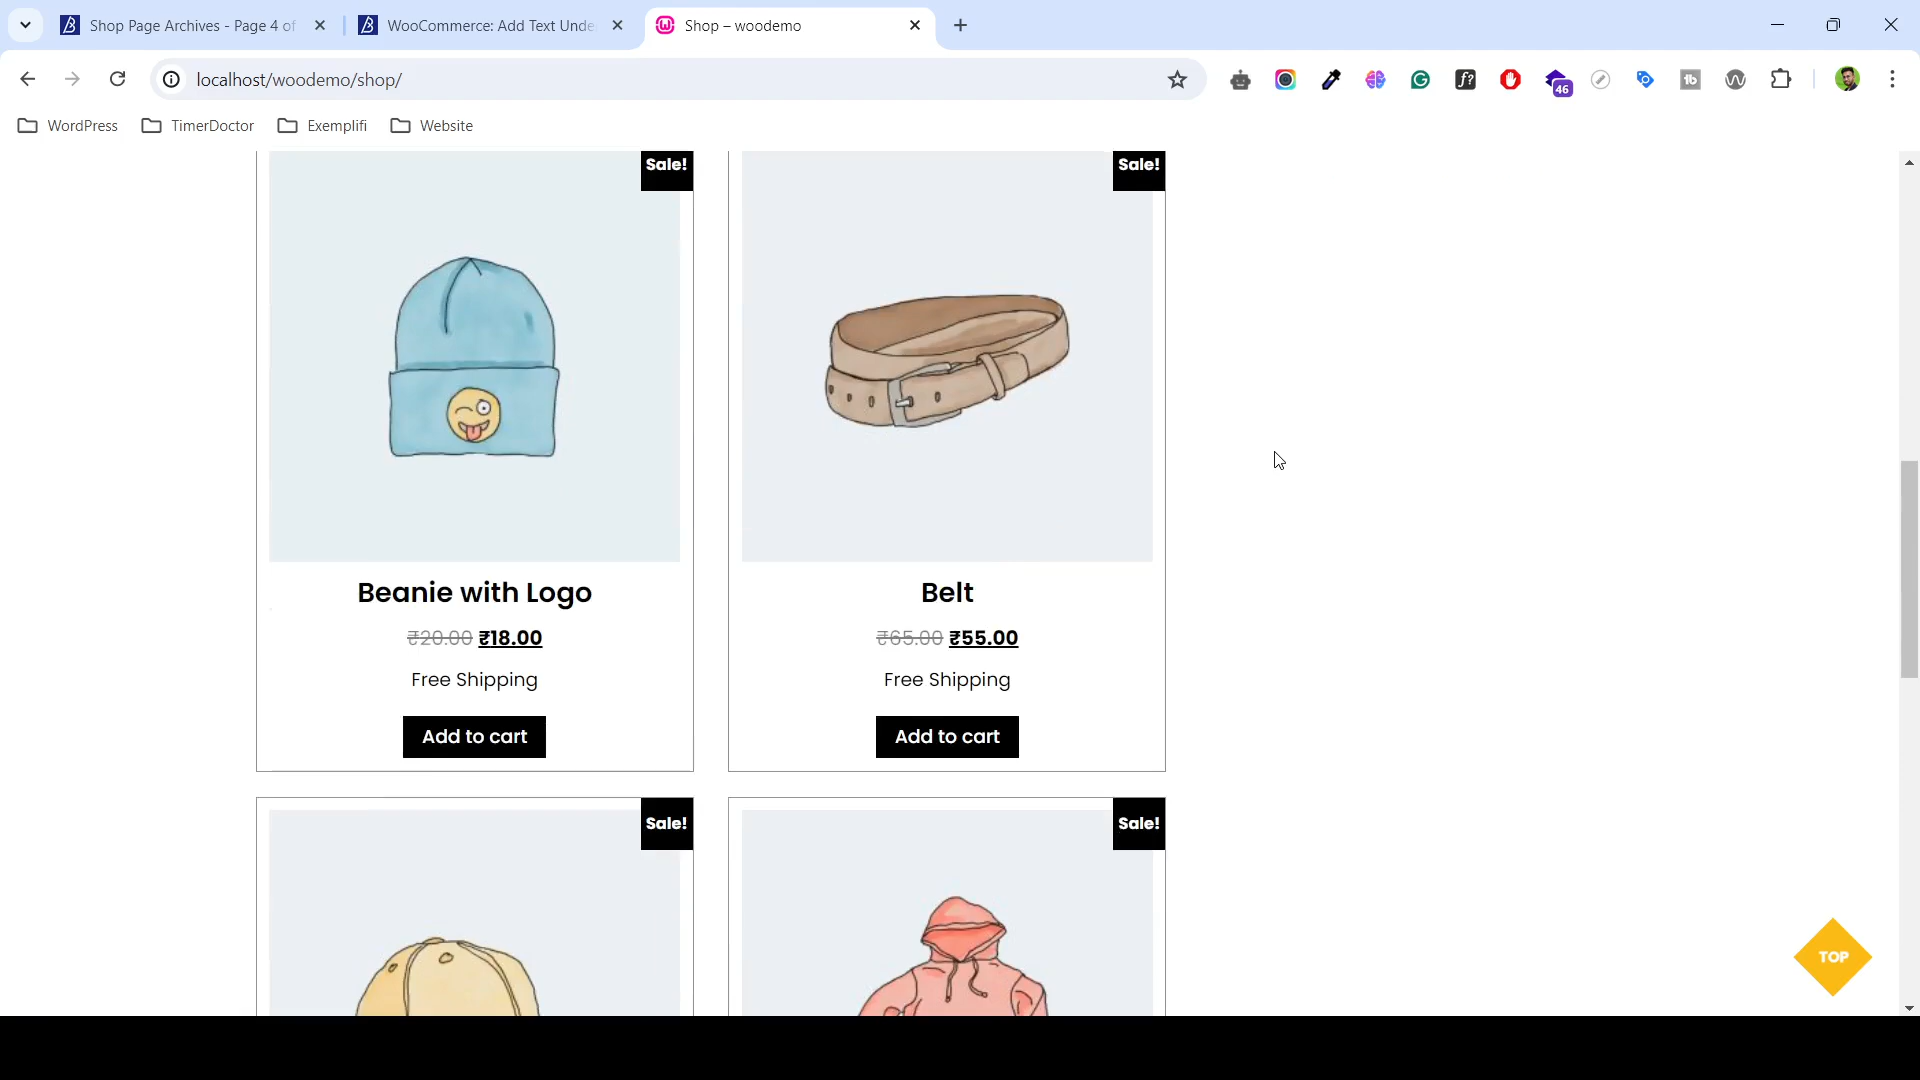 Shop Page Archives - Page 4 of
WooCommerce: Add Text Unde
Shop – woodemo
localhost/woodemo/shop/
46
WordPress
TimerDoctor
Exemplifi
Website
Sale!
Sale!
Beanie with Logo
Belt
₹20.00 ₹18.00
₹65.00 ₹55.00
Free Shipping
Free Shipping
Add to cart
Add to cart
Sale!
Sale!
TOP